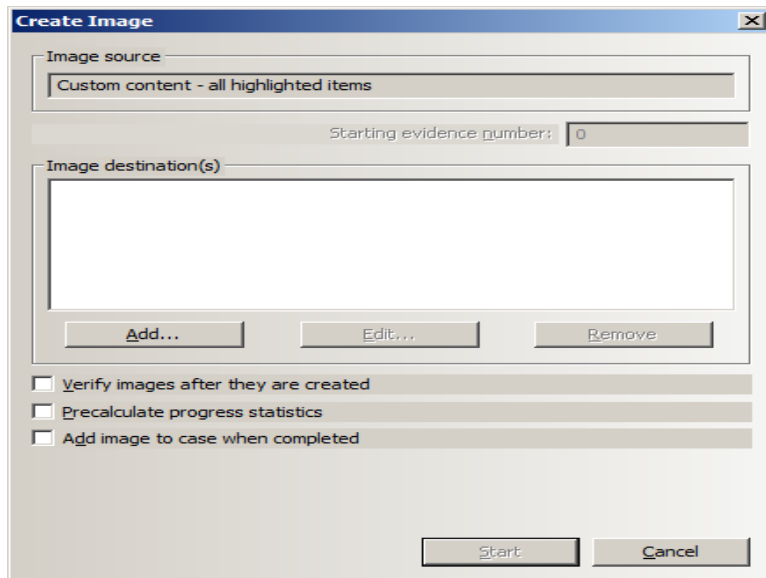 Create Image
Image source
Custom content - all highlighted items
Starting evidence number: 0
Image destination(s)
Add... Edit... Remove
Verify images after they are created
Precalculate progress statistics
Add image to case when completed
Start Cancel